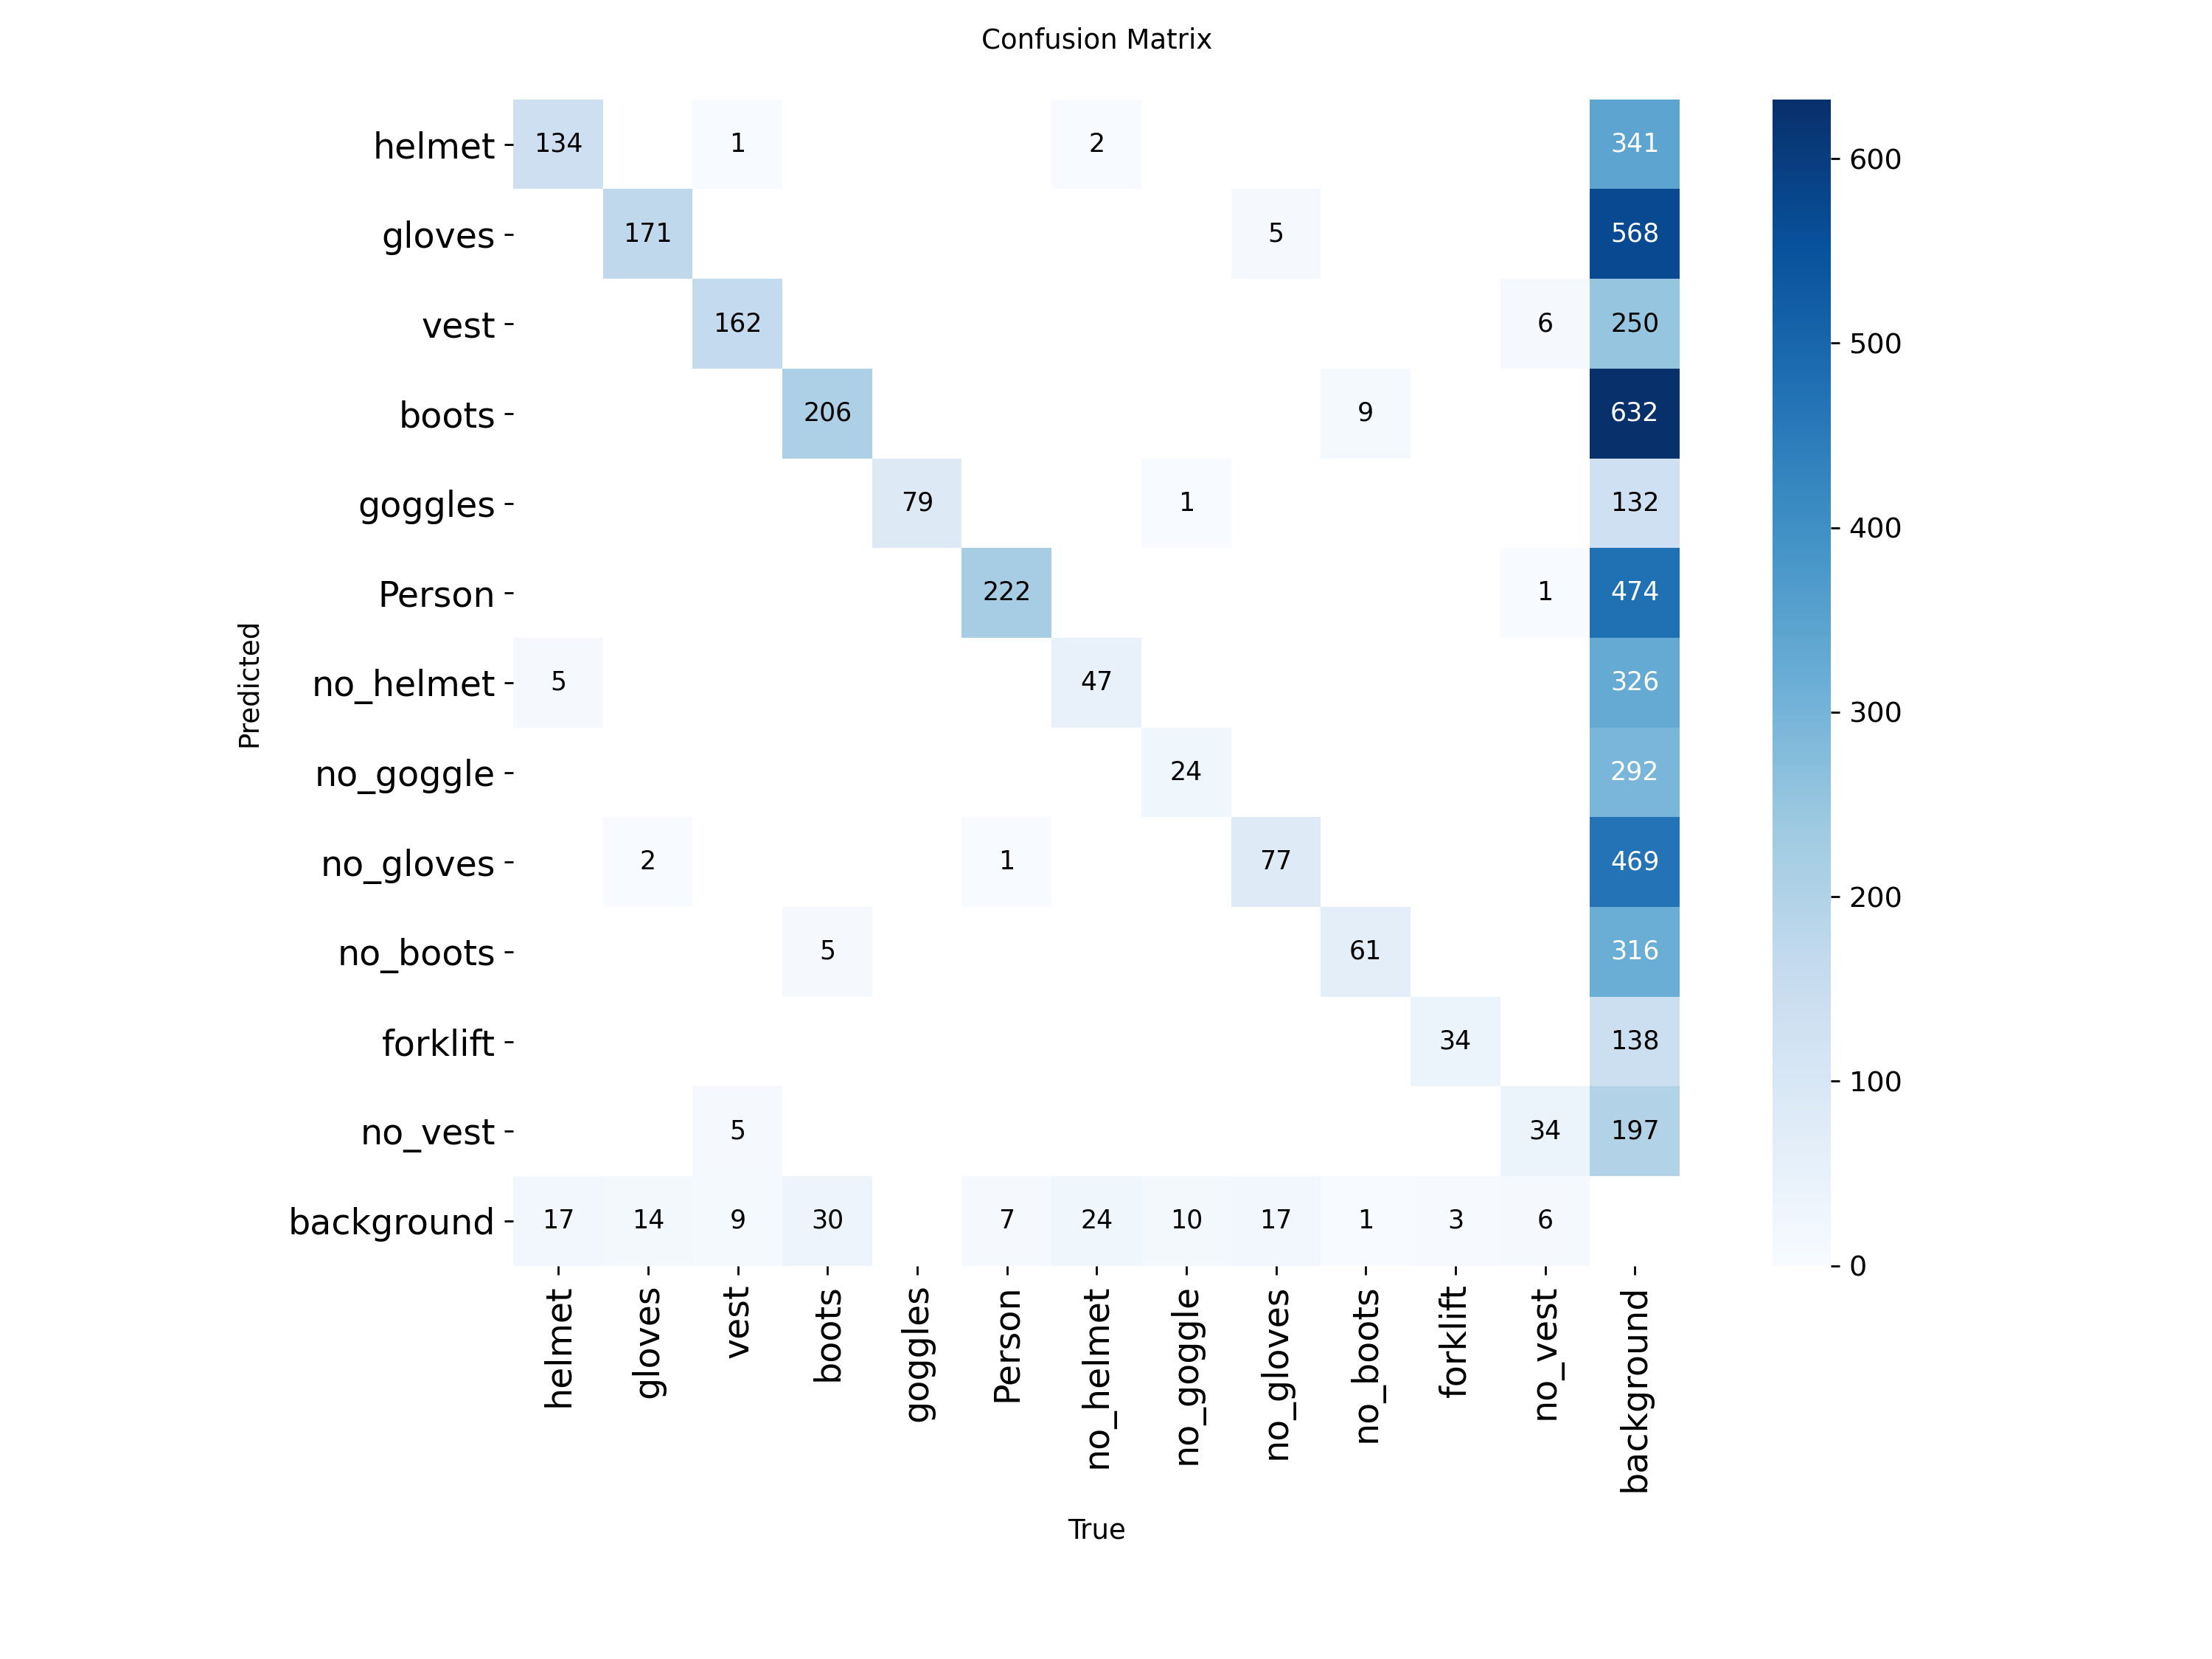 Confusion Matrix
helmet 134 1 2 341
gloves 171 5 568
vest 162 6 250
boots 206 9 632
goggles 79 1 132
Person 222 1 474
no_helmet 5 47 326
no_goggle 24 292
no_gloves 2 1 77 469
no_boots 5 61 316
forklift 34 138
no_vest 5 34 197
background 17 14 9 30 7 24 10 17 1 3 6
helmet gloves vest boots goggles Person no_helmet no_goggle no_gloves no_boots forklift no_vest background
True
Predicted
600
500
400
300
200
100
0